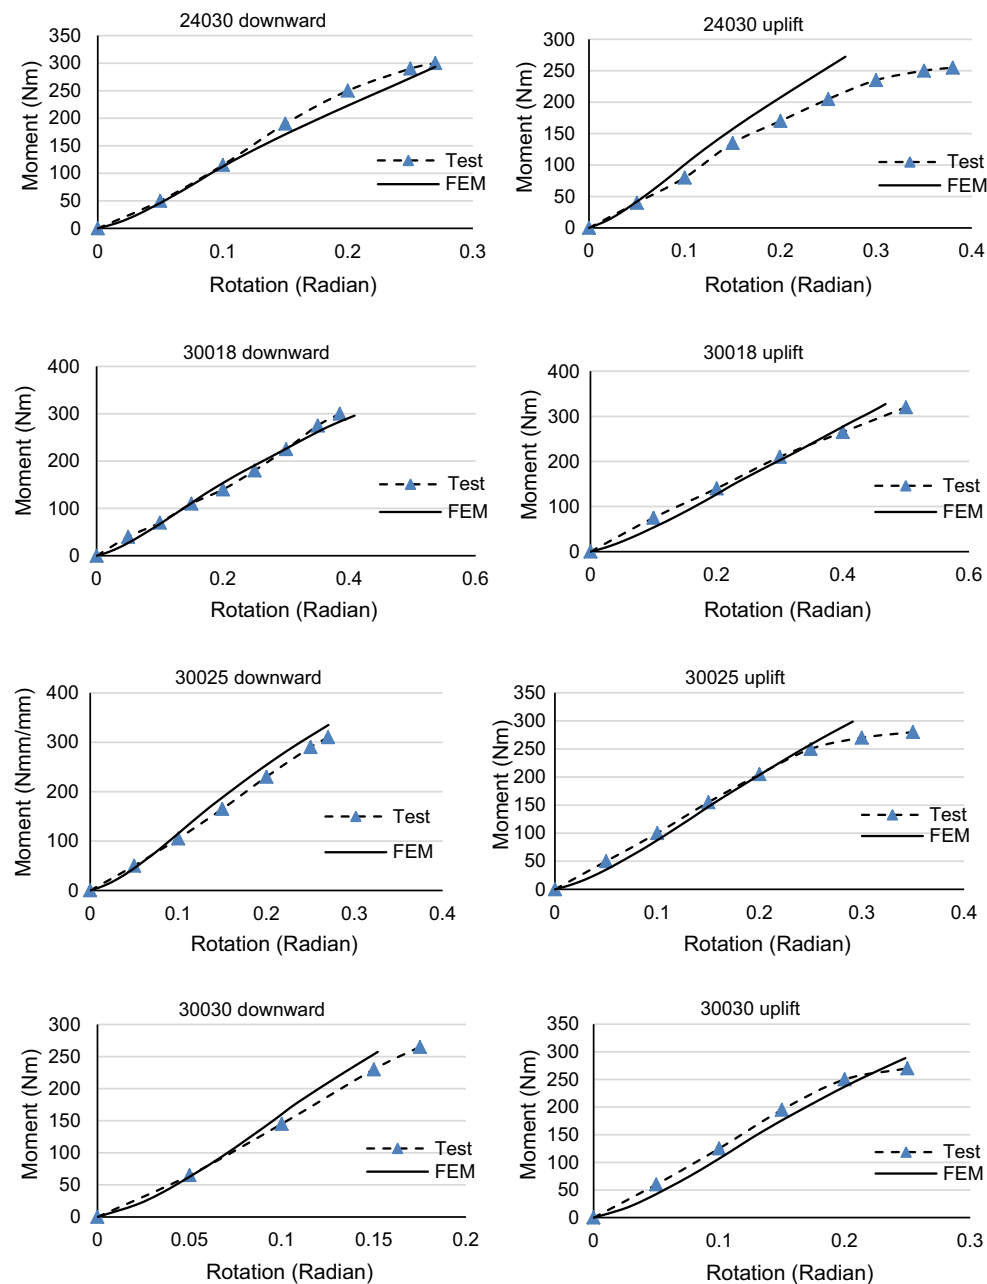 24030 downward
350
300
250
200
150
100
50
0
Moment (Nm)
Test
FEM
0
0.1
0.2
0.3
Rotation (Radian)
24030 uplift
300
250
200
150
100
50
0
Moment (Nm)
Test
FEM
0
0.1
0.2
0.3
0.4
Rotation (Radian)
30018 downward
400
300
200
100
0
Moment (Nm)
Test
FEM
0
0.2
0.4
0.6
Rotation (Radian)
30018 uplift
400
300
200
100
0
Moment (Nm)
Test
FEM
0
0.2
0.4
0.6
Rotation (Radian)
30025 downward
400
300
200
100
0
Moment (Nmm/mm)
Test
FEM
0
0.1
0.2
0.3
0.4
Rotation (Radian)
30025 uplift
350
300
250
200
150
100
50
0
Moment (Nm)
Test
FEM
0
0.1
0.2
0.3
0.4
Rotation (Radian)
30030 downward
300
250
200
150
100
50
0
Moment (Nm)
Test
FEM
0
0.05
0.1
0.15
0.2
Rotation (Radian)
30030 uplift
350
300
250
200
150
100
50
0
Moment (Nm)
Test
FEM
0
0.1
0.2
0.3
Rotation (Radian)